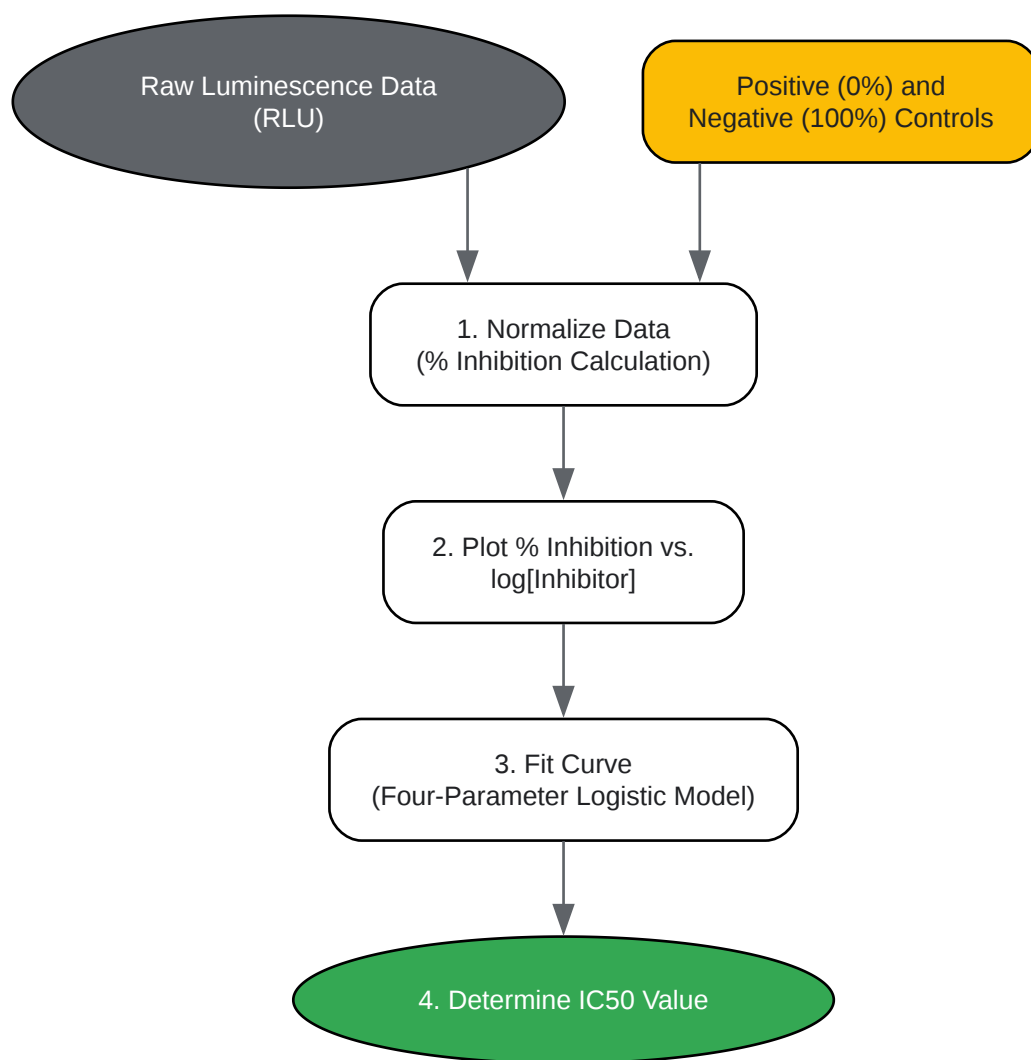 Raw Luminescence Data
(RLU)
Positive (0%) and
Negative (100%) Controls
1. Normalize Data
(% Inhibition Calculation)
2. Plot % Inhibition vs.
log[Inhibitor]
3. Fit Curve
(Four-Parameter Logistic Model)
4. Determine IC50 Value